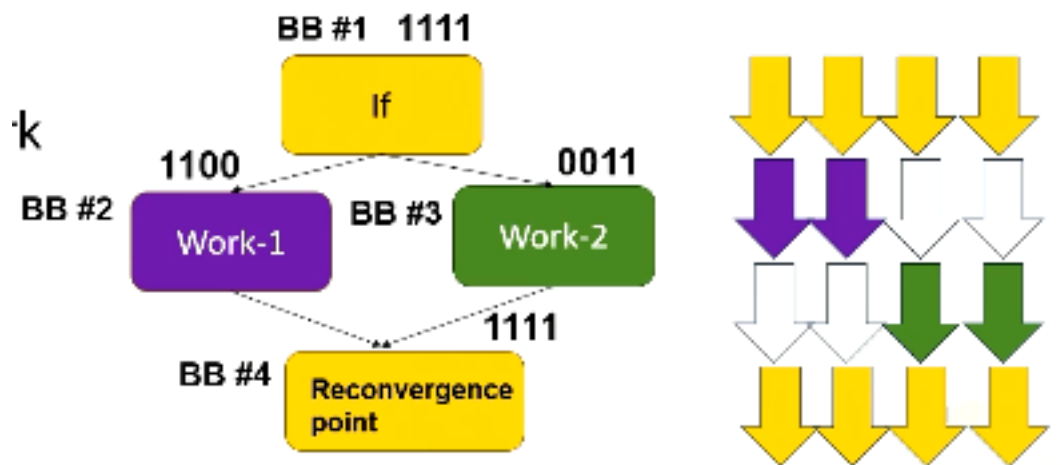 BB #1 1111
If
rk
1100
0011
BB #2
Work-1
BB #3
Work-2
1111
BB #4
Reconvergence
point